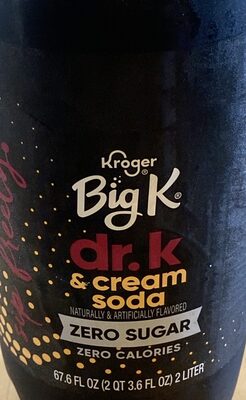 Kroger
Big K
dr.k
& cream
soda
NATURALLY & ARTIFICIALLY FLAVORED
ZERO SUGAR
ZERO CALORIES
67.6 FL OZ (2 QT 3.6 FL OZ) 2 LITER